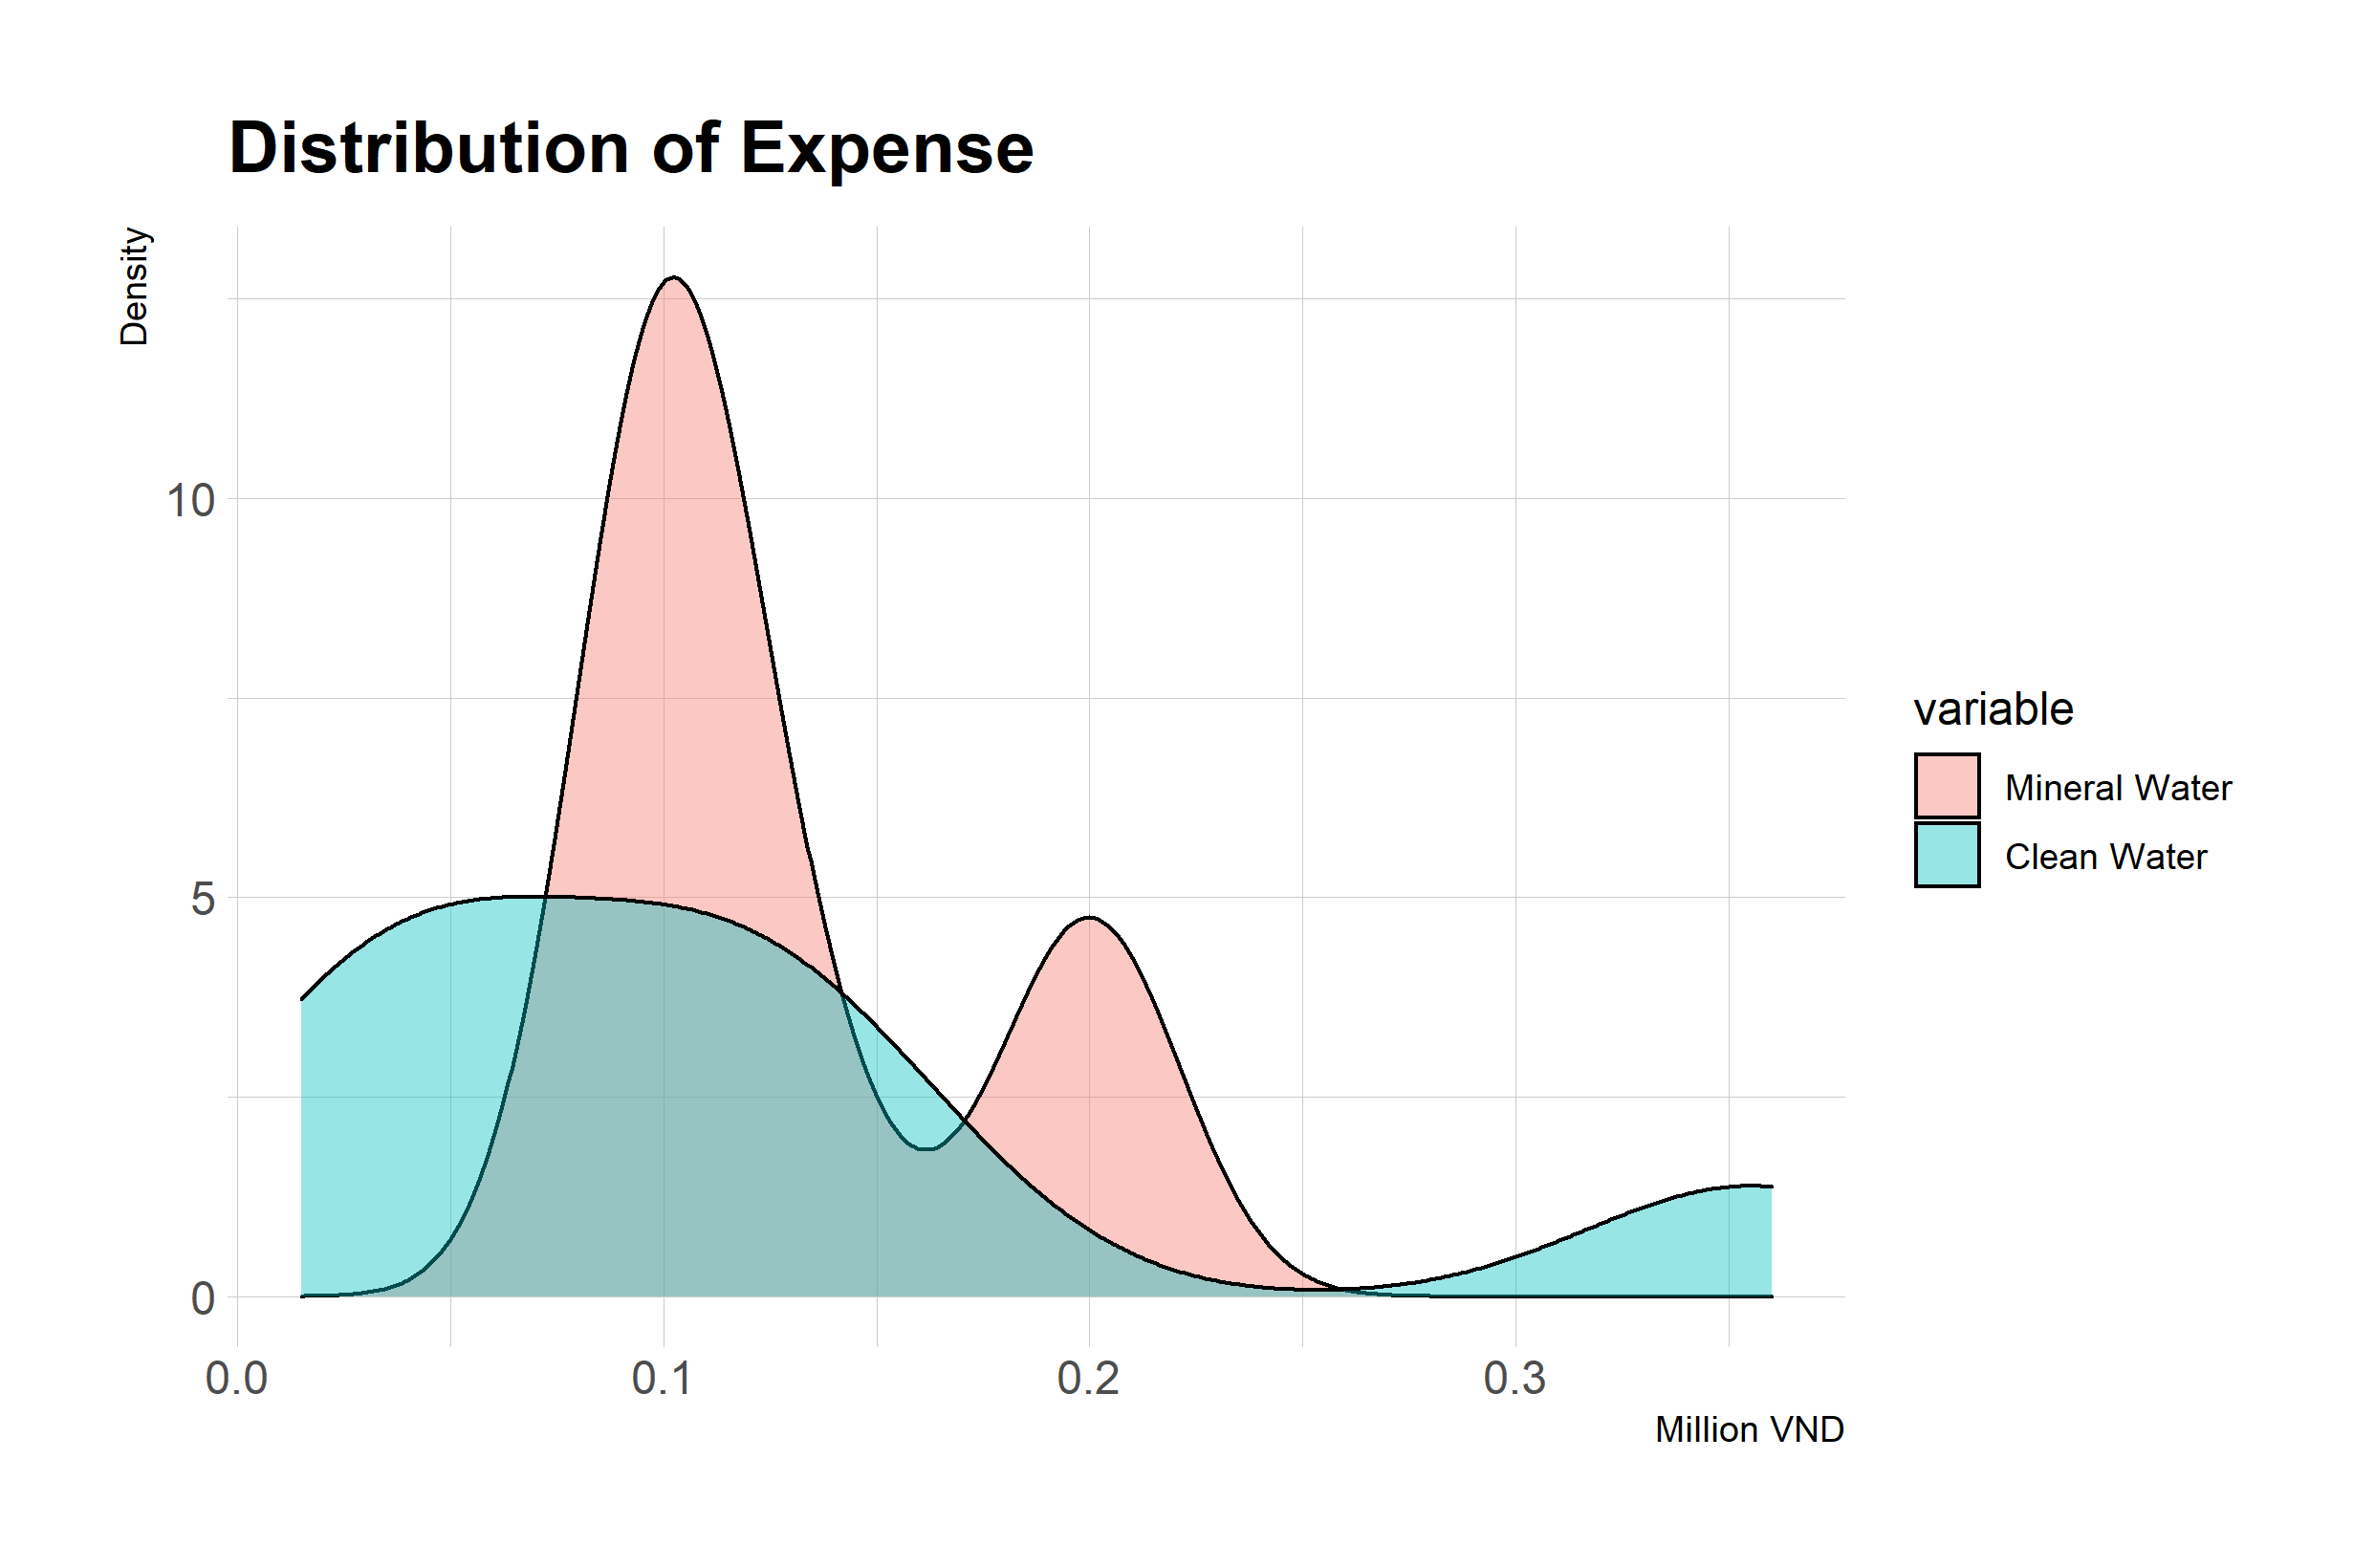 Distribution of Expense
Density
10
5
0
0.0
0.1
0.2
0.3
Million VND
variable
Mineral Water
Clean Water